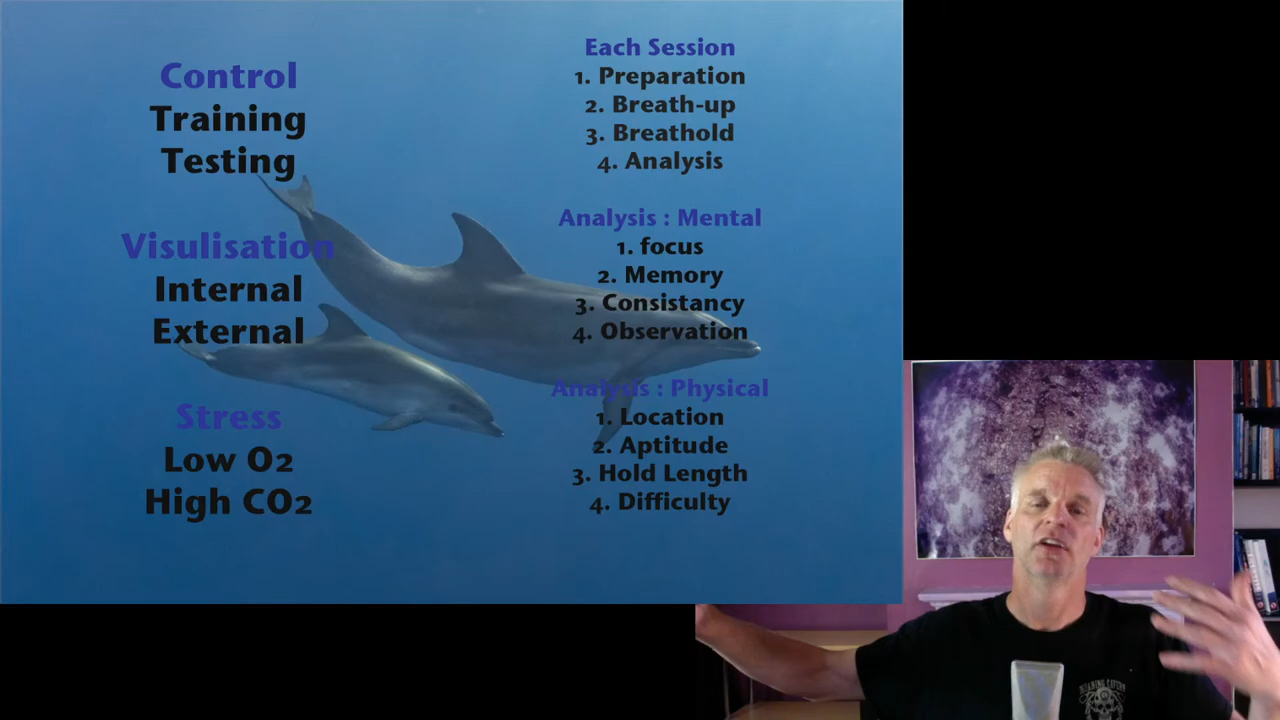 Control
Training
Testing
Visulisation
Internal
External
Stress
Low O2
High CO2
Each Session
1. Preparation
2. Breath-up
3. Breathold
4. Analysis
Analysis : Mental
1. focus
2. Memory
3. Consistancy
4. Observation
Analysis : Physical
1. Location
2. Aptitude
3. Hold Length
4. Difficulty